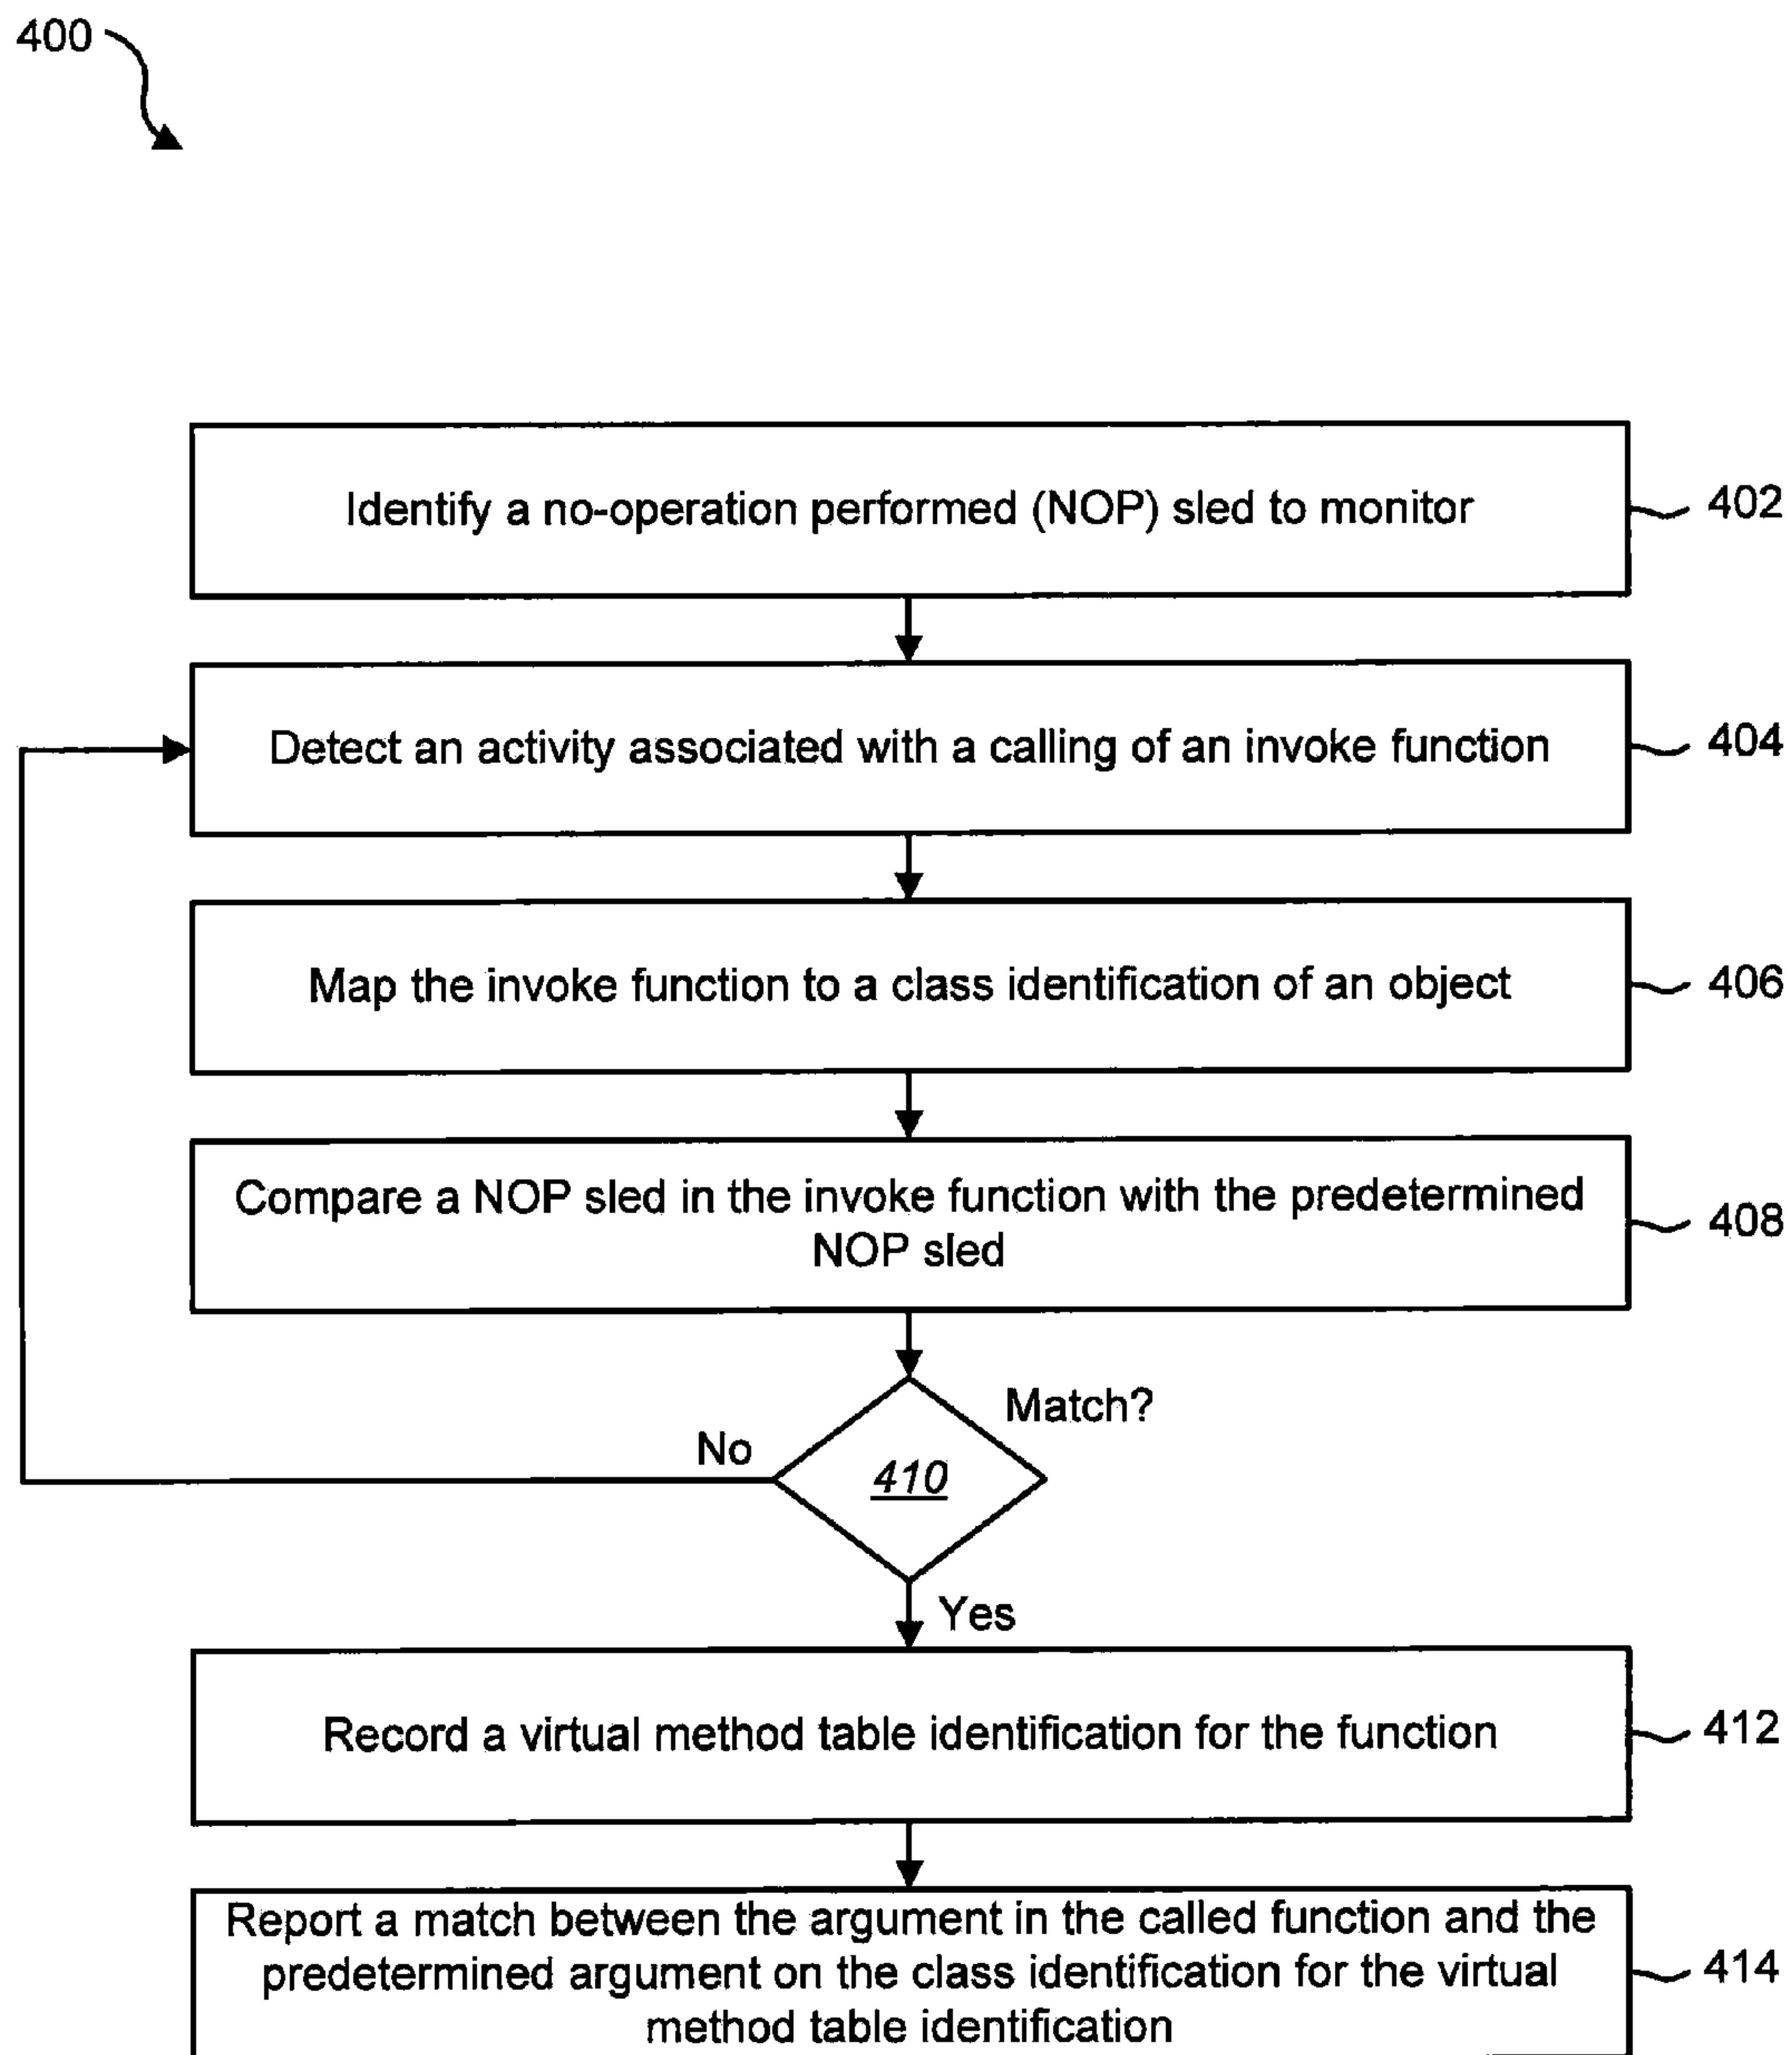 400
Identify a no-operation performed (NOP) sled to monitor
402
Detect an activity associated with a calling of an invoke function
404
Map the invoke function to a class identification of an object
406
Compare a NOP sled in the invoke function with the predetermined
NOP sled
408
Match?
No
410
Yes
Record a virtual method table identification for the function
412
Report a match between the argument in the called function and the
predetermined argument on the class identification for the virtual
method table identification
414